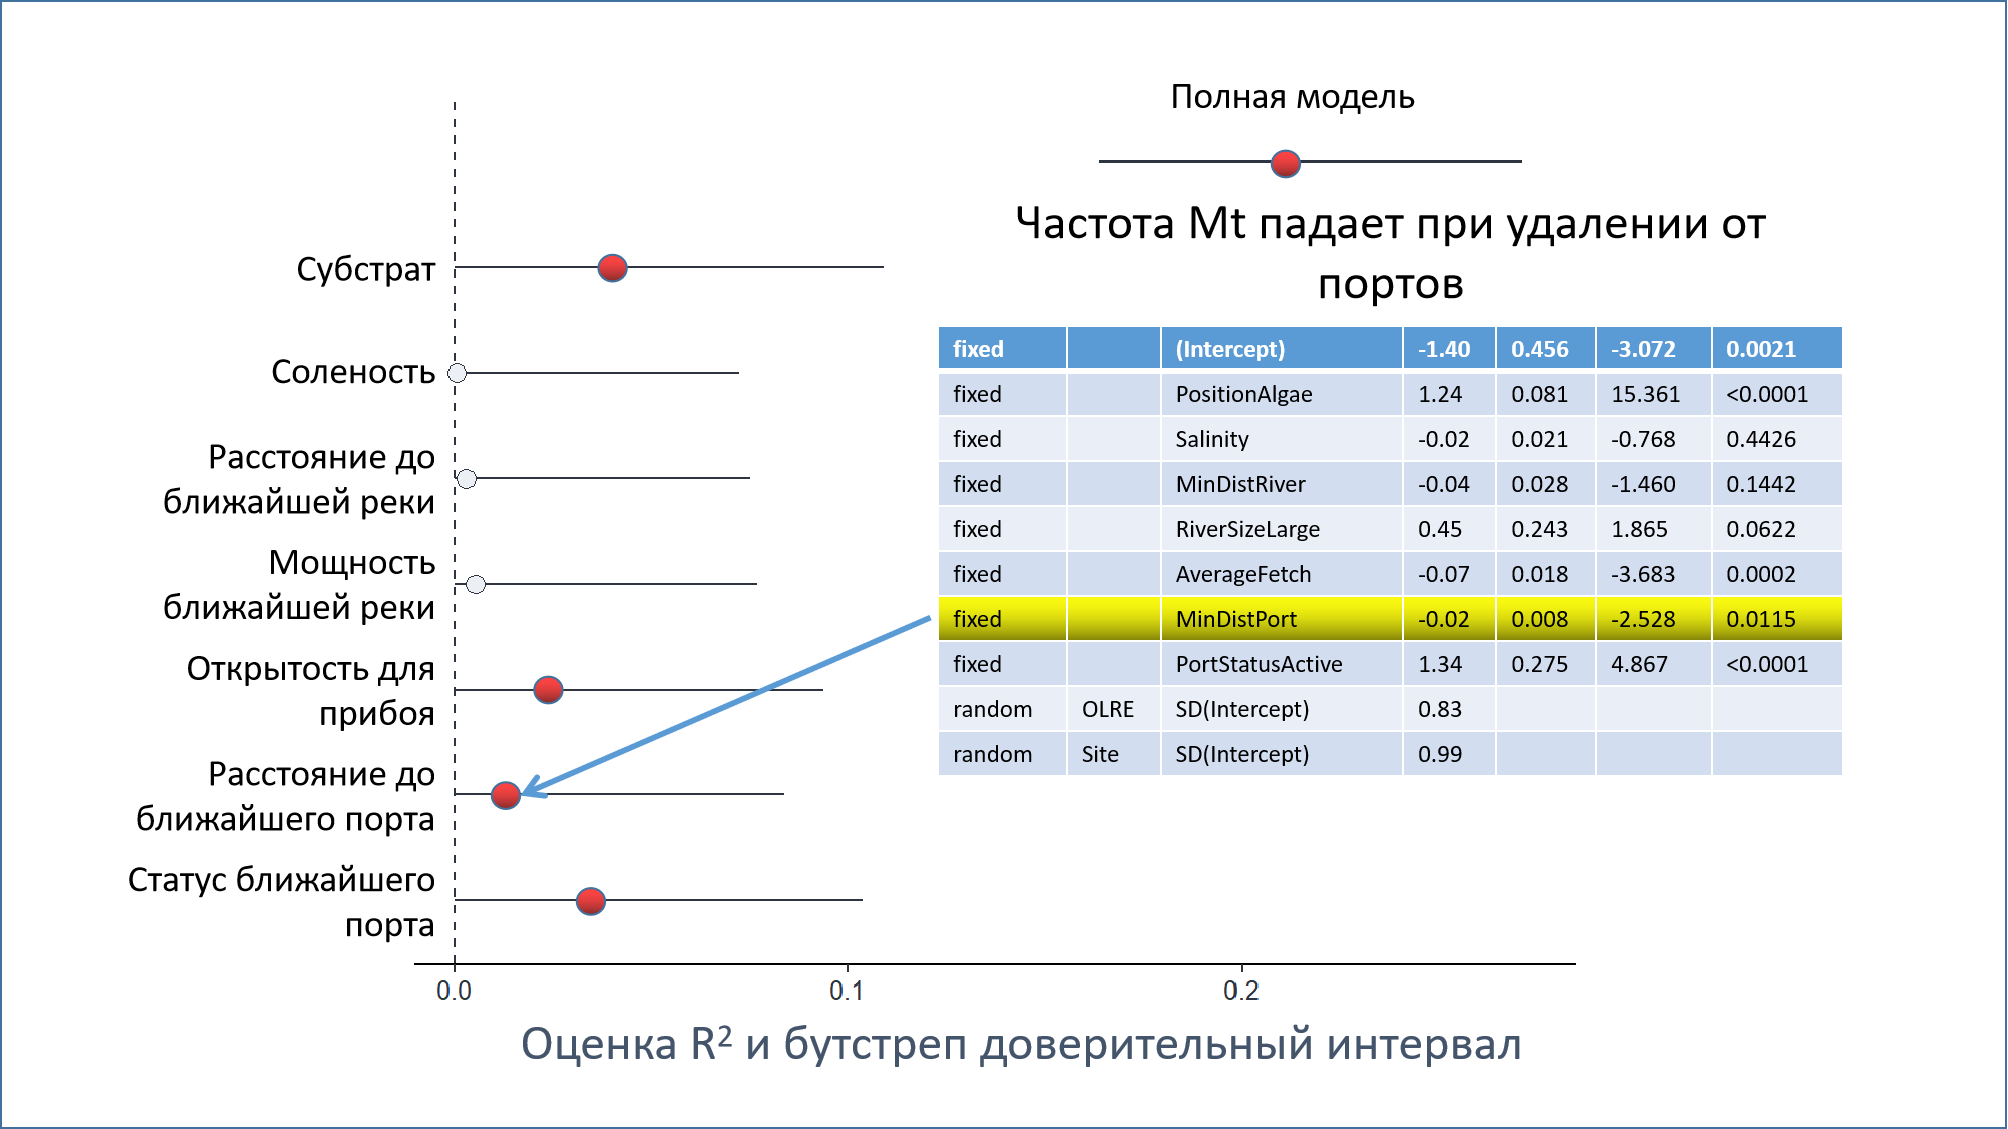 Полная модель
Частота Mt падает при удалении от
портов
Субстрат
Соленость
Расстояние до
ближайшей реки
Мощность
ближайшей реки
Открытость для
прибоя
Расстояние до
ближайшего порта
Статус ближайшего
порта
fixed (Intercept) -1.40 0.456 -3.072 0.0021
fixed PositionAlgae 1.24 0.081 15.361 <0.0001
fixed Salinity -0.02 0.021 -0.768 0.4426
fixed MinDistRiver -0.04 0.028 -1.460 0.1442
fixed RiverSizeLarge 0.45 0.243 1.865 0.0622
fixed AverageFetch -0.07 0.018 -3.683 0.0002
fixed MinDistPort -0.02 0.008 -2.528 0.0115
fixed PortStatusActive 1.34 0.275 4.867 <0.0001
random OLRE SD(Intercept) 0.83
random Site SD(Intercept) 0.99
0.0 0.1 0.2
Оценка R² и бутстреп доверительный интервал